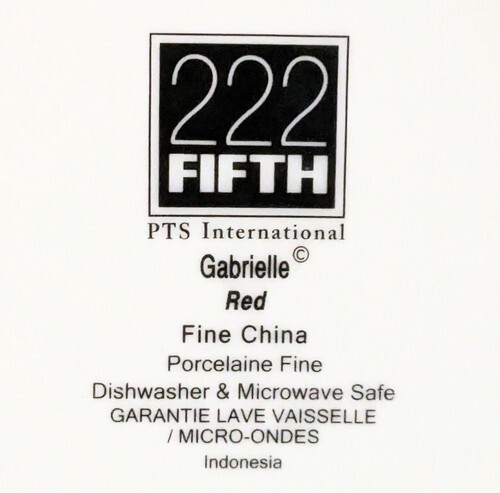 222
FIFTH
PTS International
Gabrielle©
Red
Fine China
Porcelaine Fine
Dishwasher & Microwave Safe
GARANTIE LAVE VAISSELLE
/ MICRO-ONDES
Indonesia